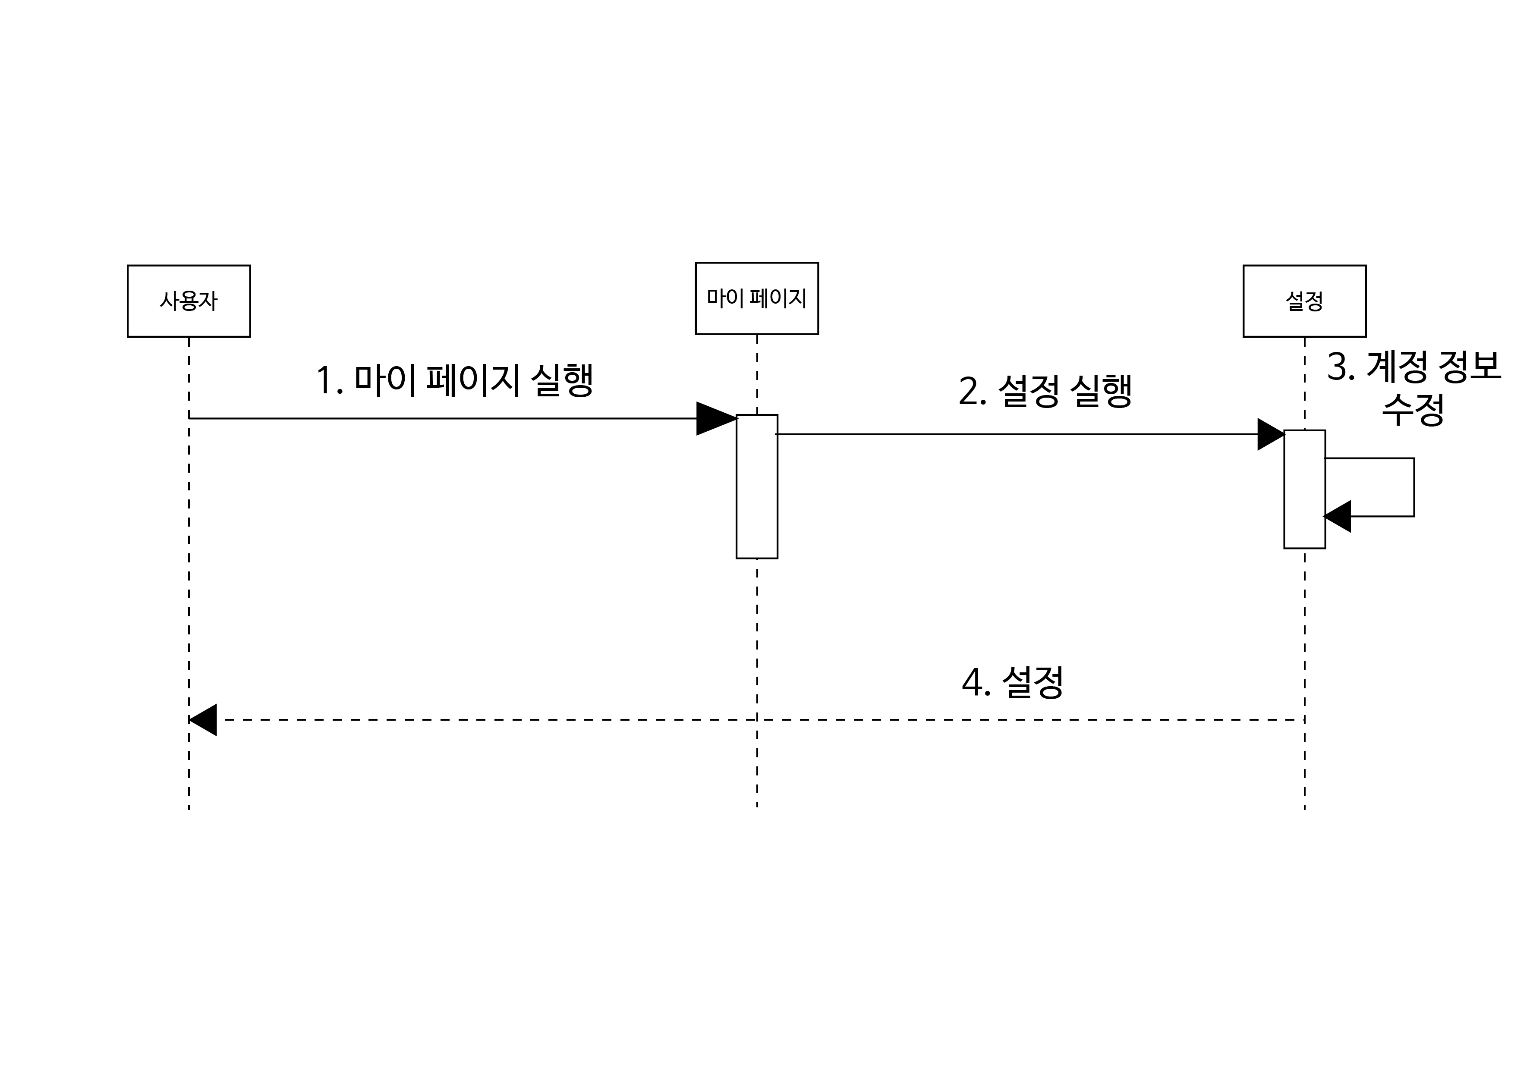 사용자
마이 페이지
설정
1. 마이 페이지 실행
2. 설정 실행
3. 계정 정보
수정
4. 설정